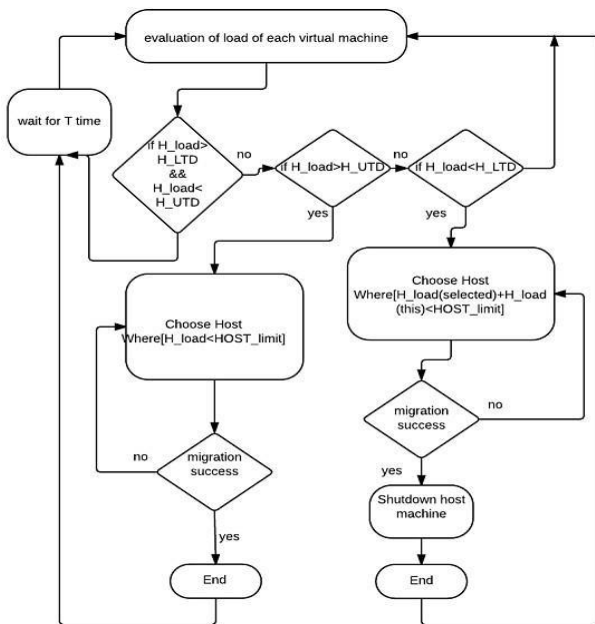 evaluation of load of each virtual machine
wait for T time
if H_load>
H_LTD
&&
H_load<
H_UTD
no
if H_load>H_UTD
no
if H_load<H_LTD
yes
yes
Choose Host
Where[H_load<HOST_limit]
Choose Host
Where[H_load(selected)+H_load
(this)<HOST_limit]
migration
success
no
yes
migration
success
no
yes
Shutdown host
machine
End
End